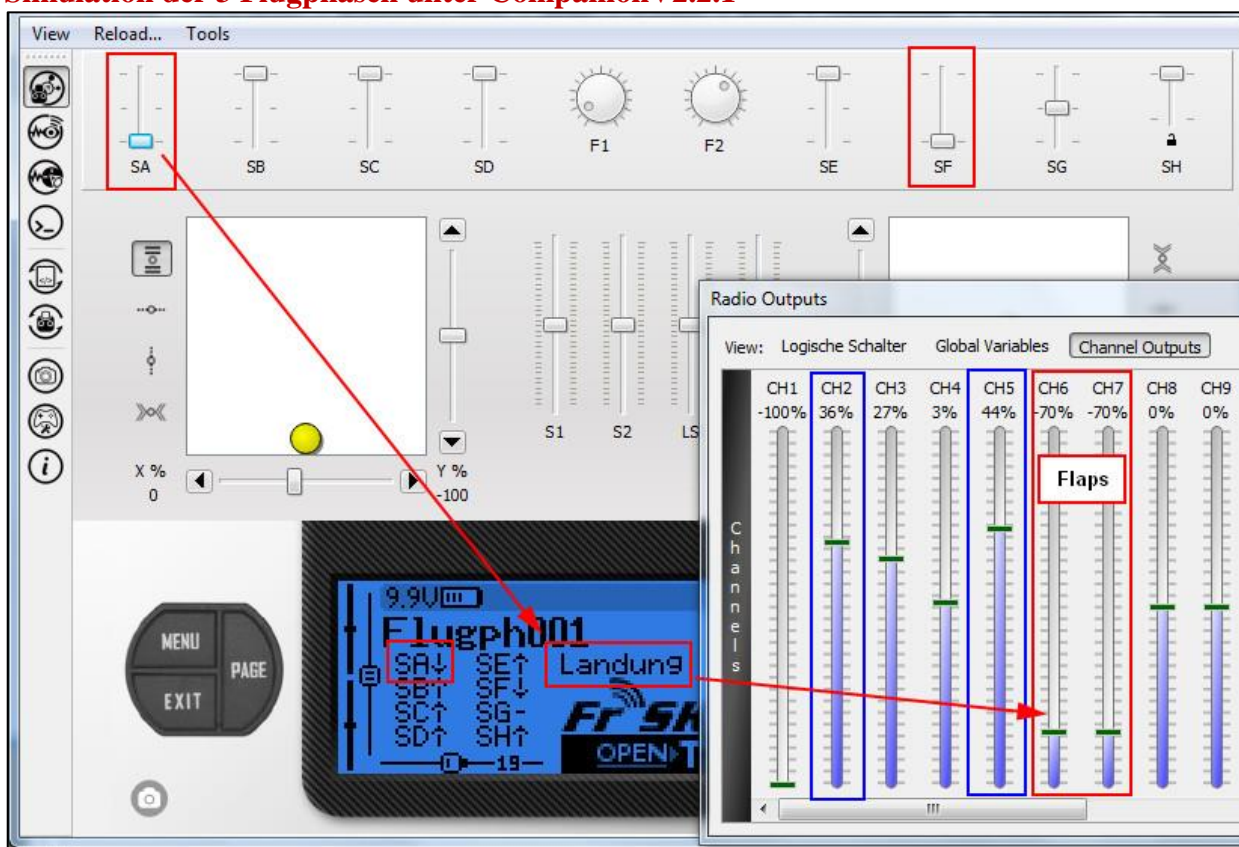 Simulation der 5 Flugphasen unter Companion V2.2.1
View Reload... Tools
SA SB SC SD F1 F2 SE SF SG SH
S1 S2 LS
X %
0
Y %
-100
MENU
PAGE
EXIT
9.9V
Flugph001
SA↓ SE↑ Landung
SB↑ SF↓
SC↑ SG-
SD↑ SH↑
19
OPEN
Radio Outputs
View: Logische Schalter Global Variables Channel Outputs
CH1 CH2 CH3 CH4 CH5 CH6 CH7 CH8 CH9
-100% 36% 27% 3% 44% -70% -70% 0% 0%
Flaps
Channels